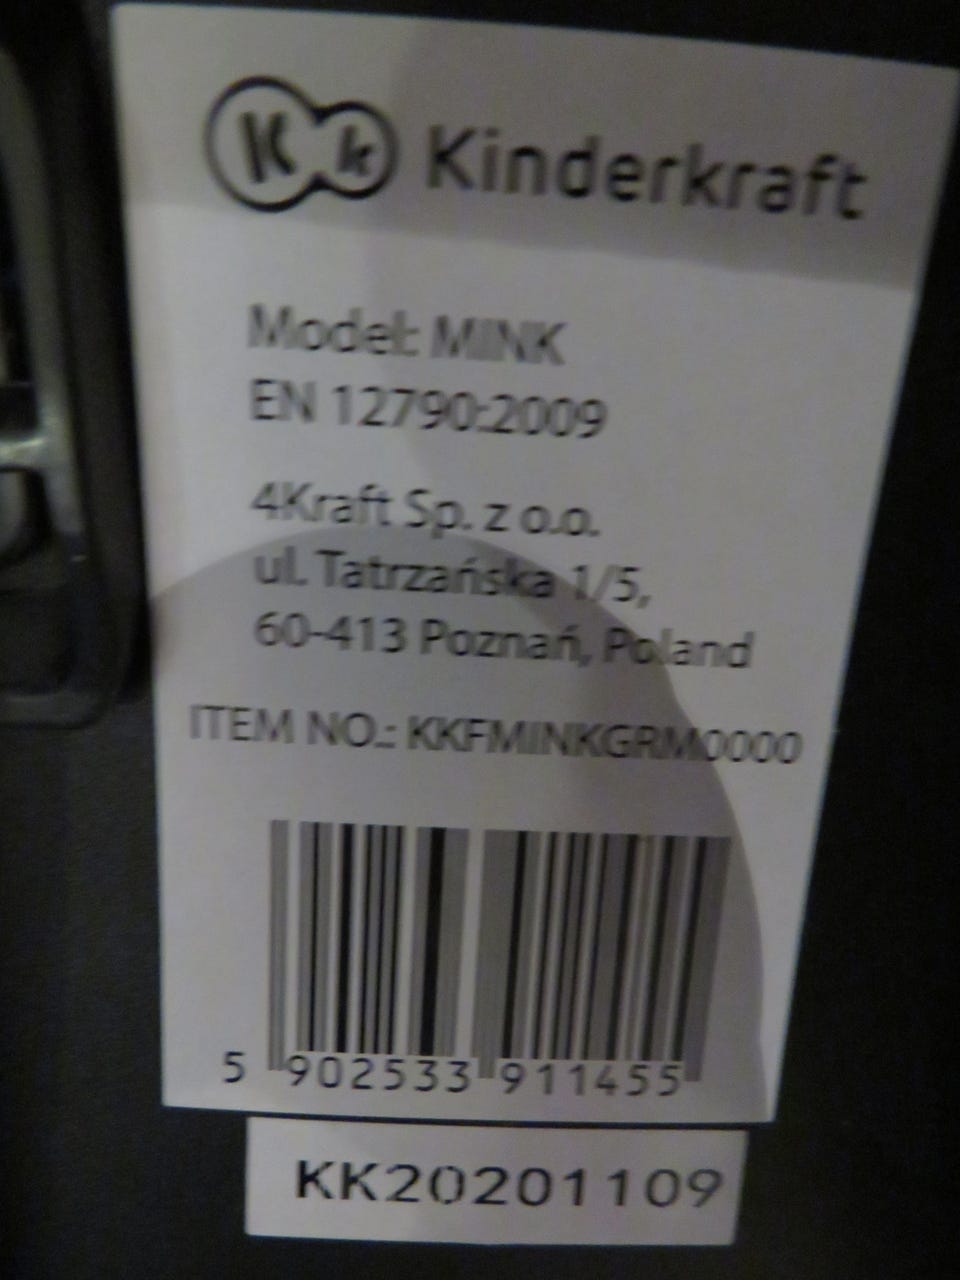 Kk Kinderkraft
Model: MINK
EN 12790:2009
4Kraft Sp. z o.o.
ul. Tatrzańska 1/5,
60-413 Poznań, Poland
ITEM NO.: KKFMINKGRM0000
5 902533 911455
KK20201109